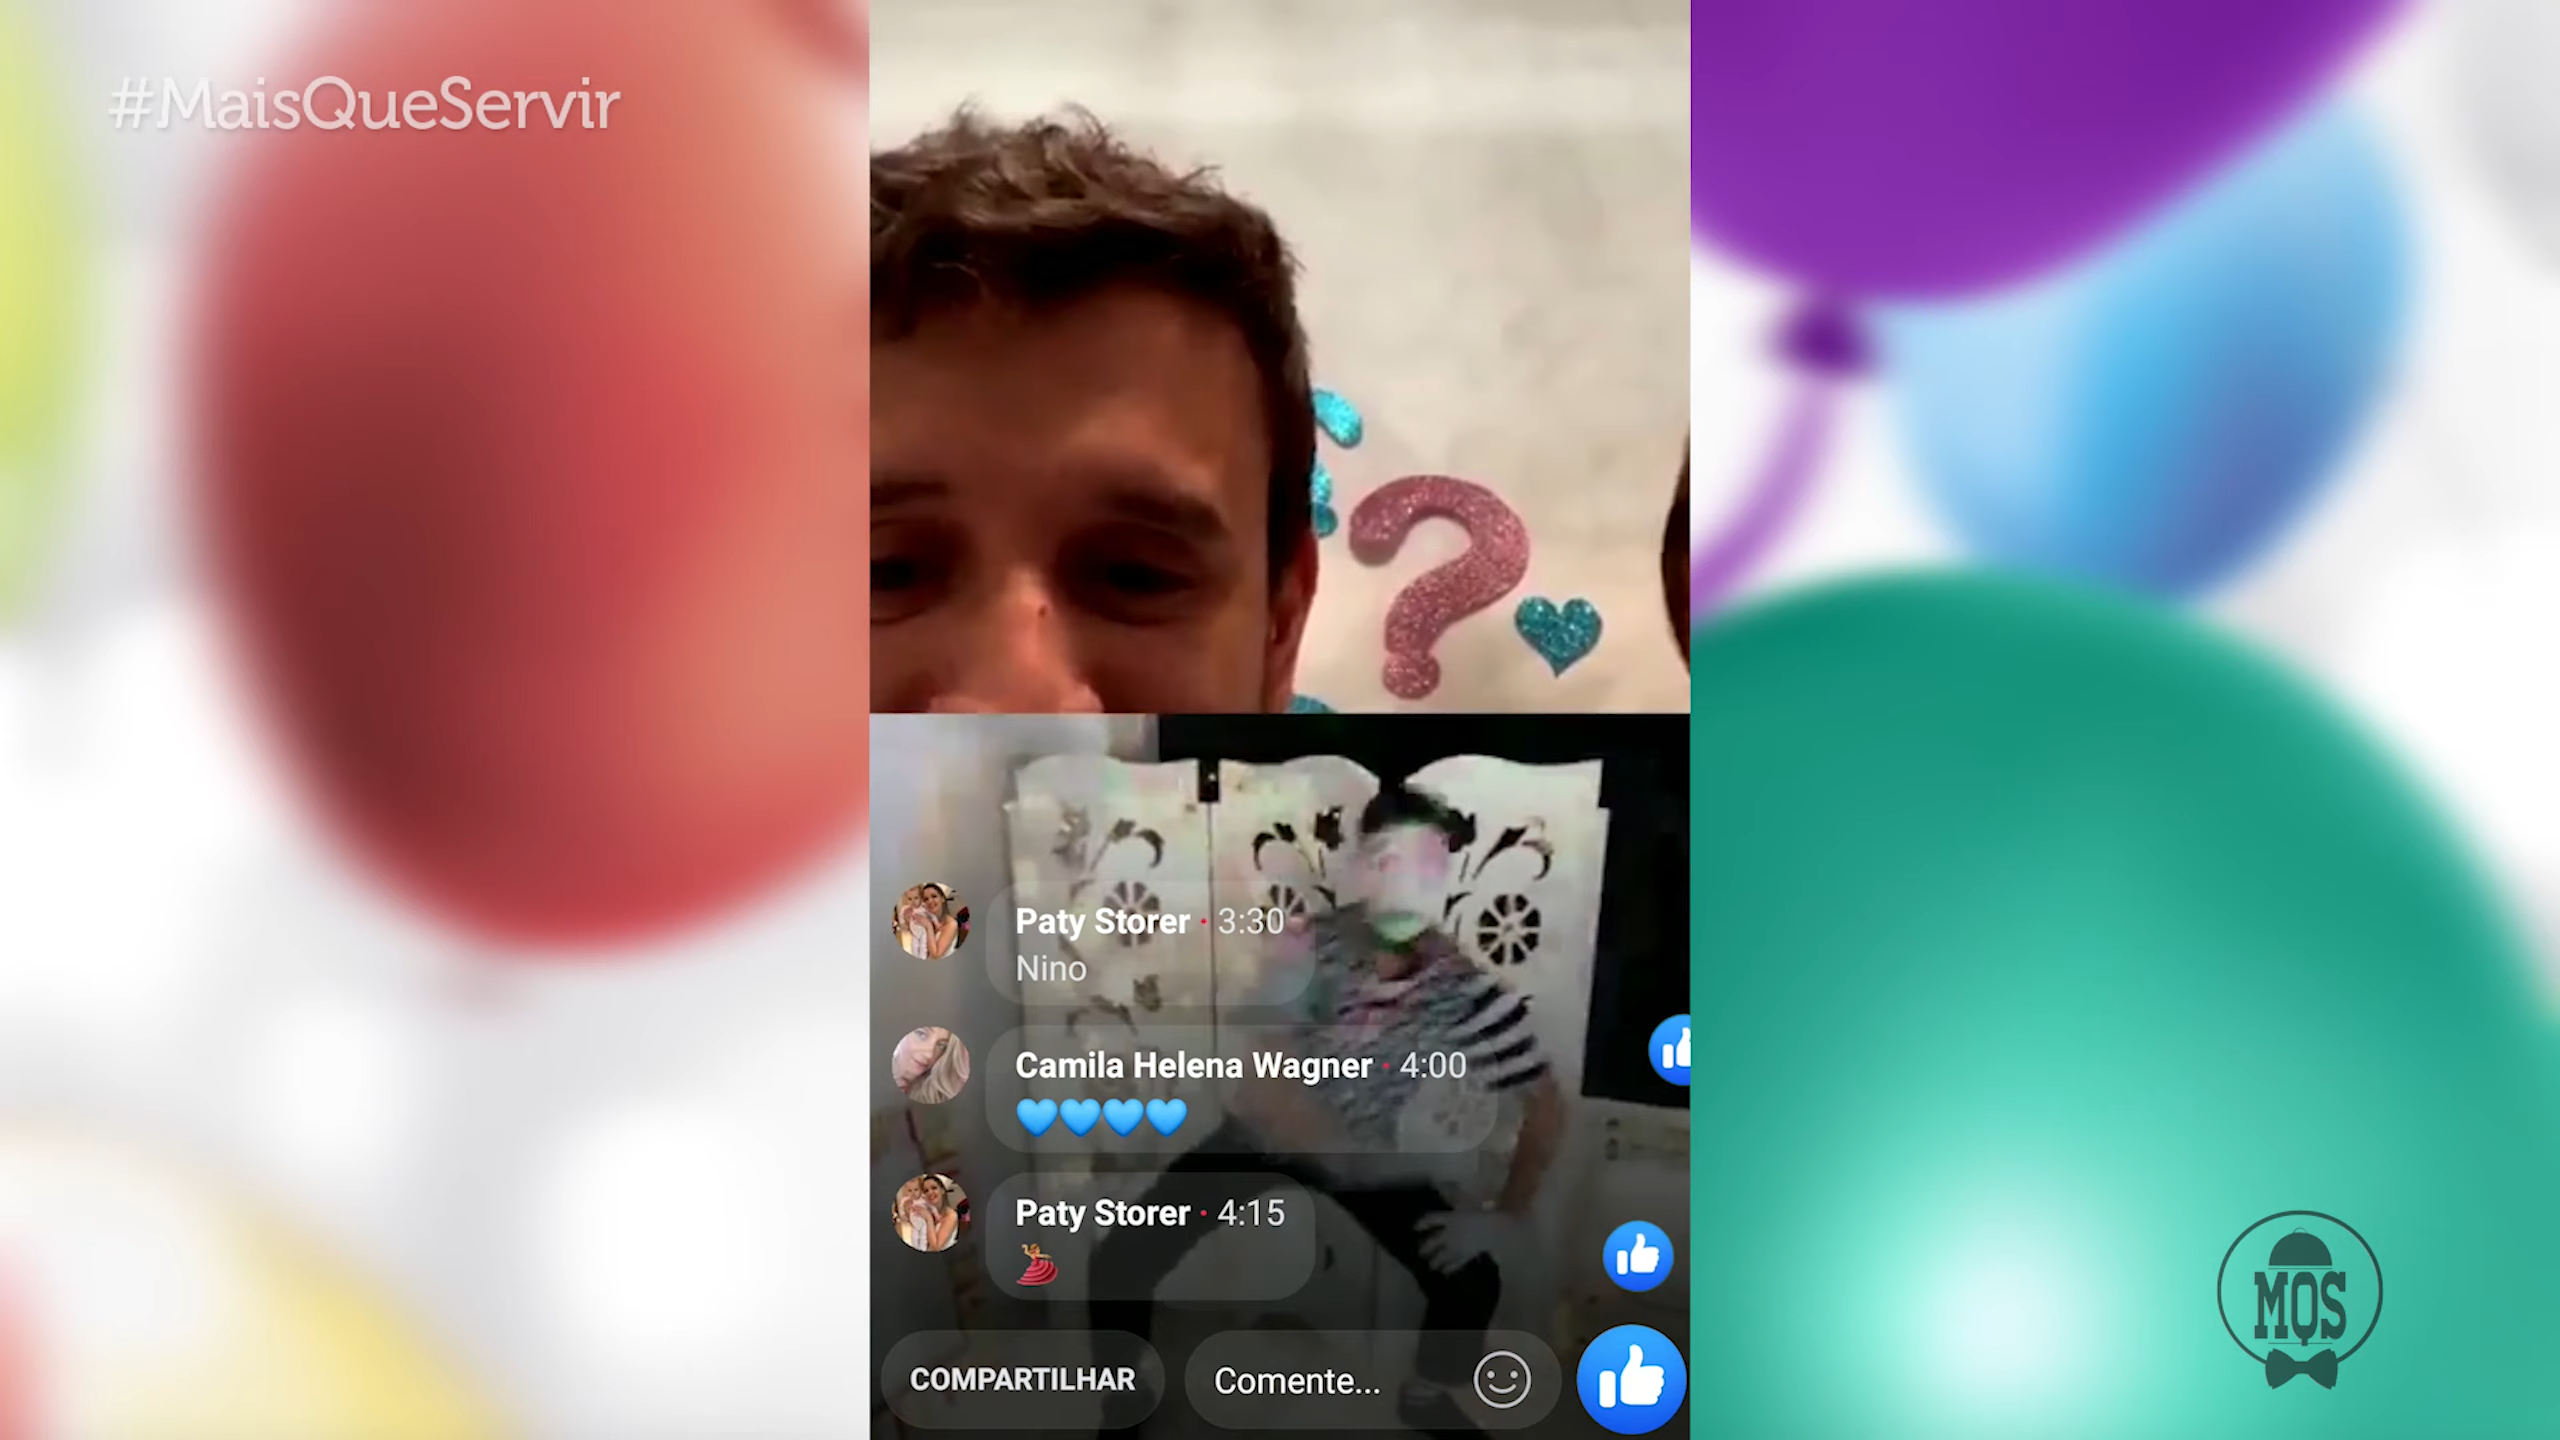 #MaisQueServir
?
Paty Storer • 3:30
Nino
Camila Helena Wagner • 4:00
💙💙💙💙
Paty Storer • 4:15
💃
COMPARTILHAR
Comente...
MQS